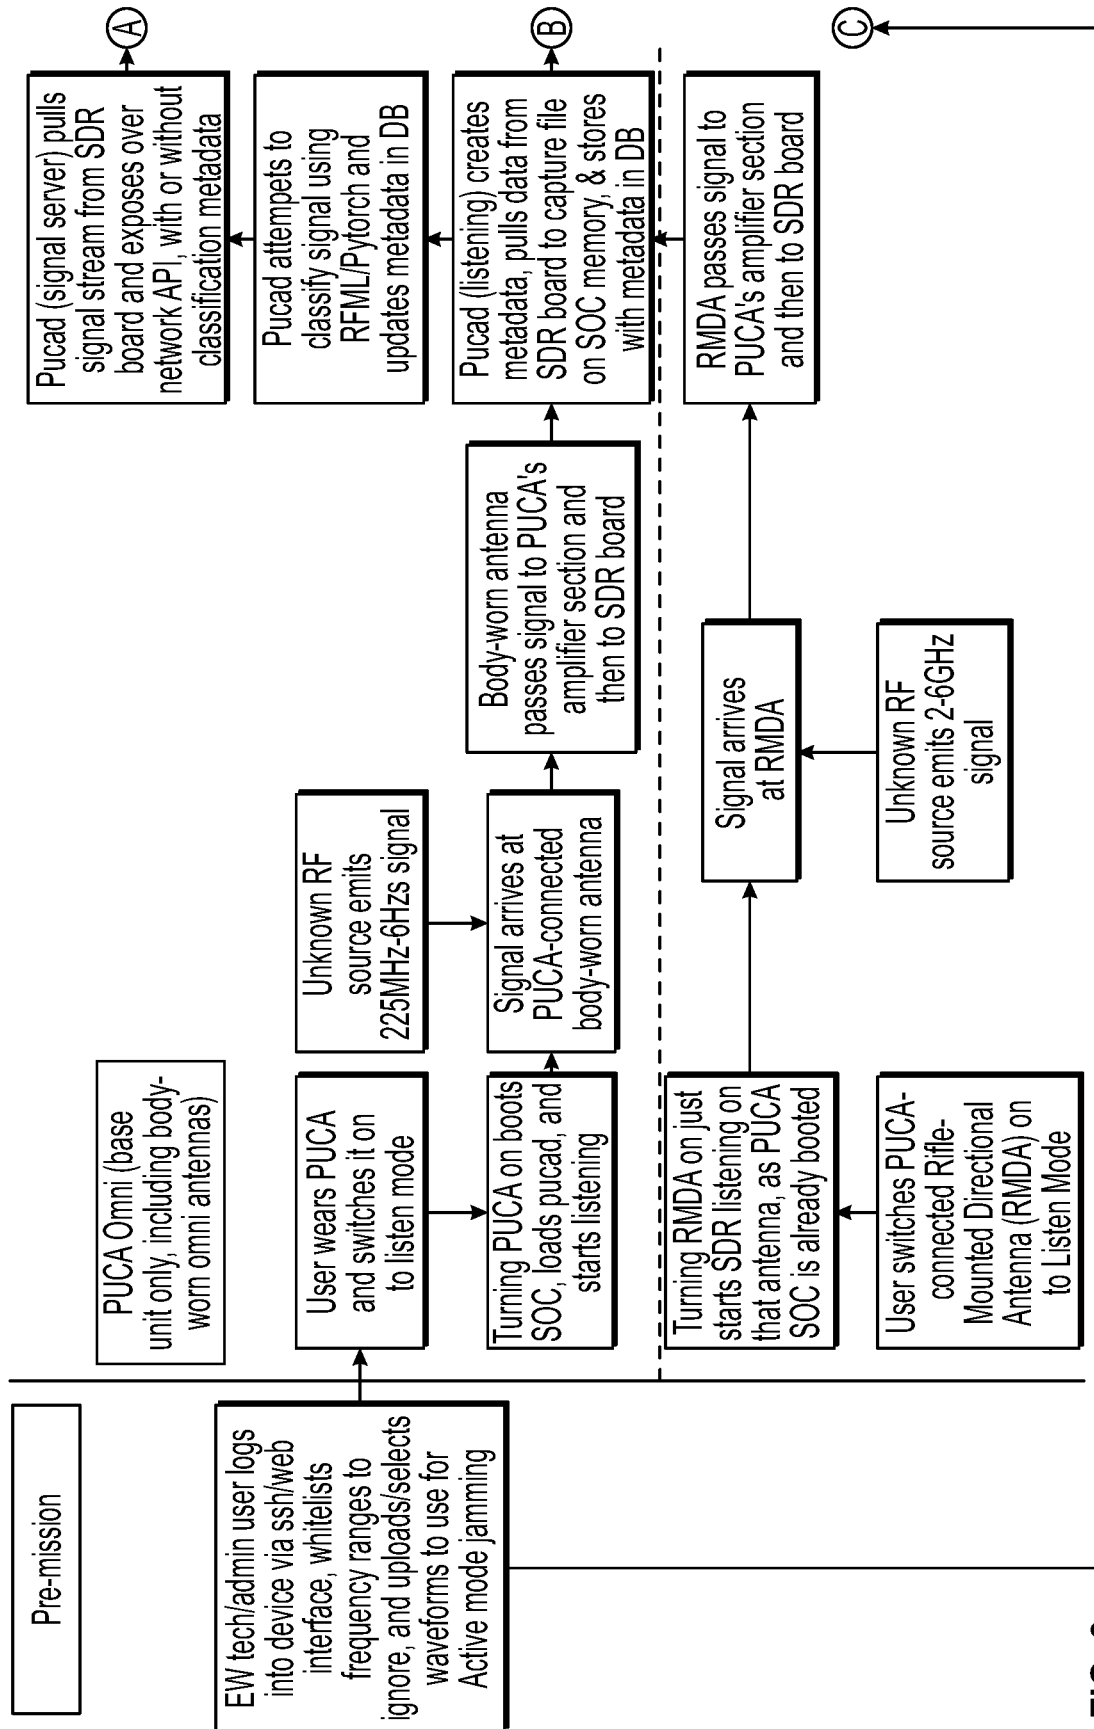 Pre-mission
EW tech/admin user logs
into device via ssh/web
interface, whitelists
frequency ranges to
ignore, and uploads/selects
waveforms to use for
Active mode jamming
PUCA Omni (base
unit only, including body-
worn omni antennas)
User wears PUCA
and switches it on
to listen mode
Turning PUCA on boots
SOC, loads pucad, and
starts listening
Unknown RF
source emits
225MHz-6Hzs signal
Signal arrives at
PUCA-connected
body-worn antenna
Body-worn antenna
passes signal to PUCA's
amplifier section and
then to SDR board
Pucad (signal server) pulls
signal stream from SDR
board and exposes over
network API, with or without
classification metadata
A
Pucad attempets to
classify signal using
RFML/Pytorch and
updates metadata in DB
Pucad (listening) creates
metadata, pulls data from
SDR board to capture file
on SOC memory, & stores
with metadata in DB
B
Turning RMDA on just
starts SDR listening on
that antenna, as PUCA
SOC is already booted
User switches PUCA-
connected Rifle-
Mounted Directional
Antenna (RMDA) on
to Listen Mode
Signal arrives
at RMDA
Unknown RF
source emits 2-6GHz
signal
RMDA passes signal to
PUCA's amplifier section
and then to SDR board
C